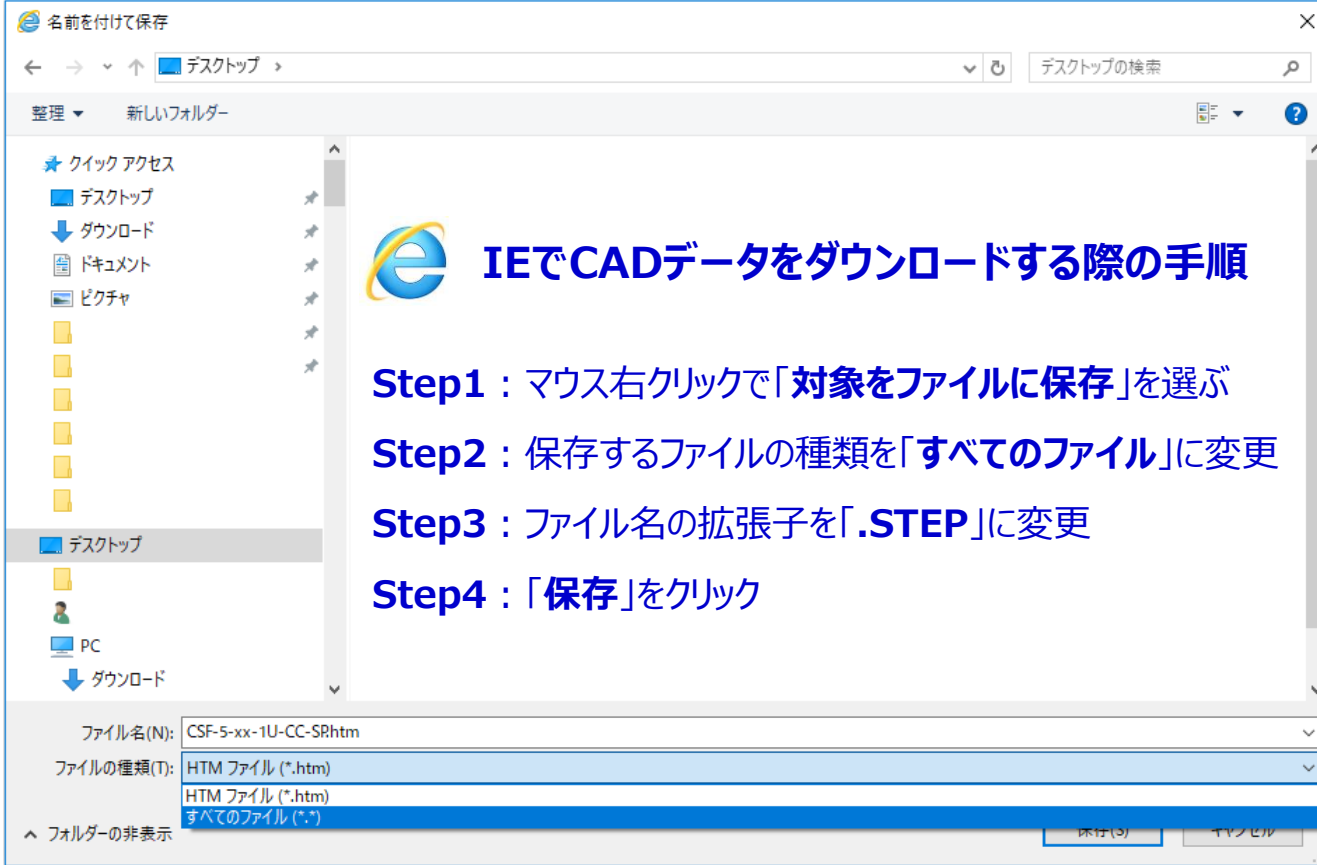 名前を付けて保存
デスクトップ
デスクトップの検索
整理
新しいフォルダー
クイック アクセス
デスクトップ
ダウンロード
ドキュメント
ピクチャ
デスクトップ
PC
ダウンロード
IEでCADデータをダウンロードする際の手順
Step1：マウス右クリックで「対象をファイルに保存」を選ぶ
Step2：保存するファイルの種類を「すべてのファイル」に変更
Step3：ファイル名の拡張子を「.STEP」に変更
Step4：「保存」をクリック
ファイル名(N): CSF-5-xx-1U-CC-SP.htm
ファイルの種類(T): HTM ファイル (*.htm)
HTM ファイル (*.htm)
すべてのファイル (*.*)
フォルダーの非表示
保存(S)
キャンセル